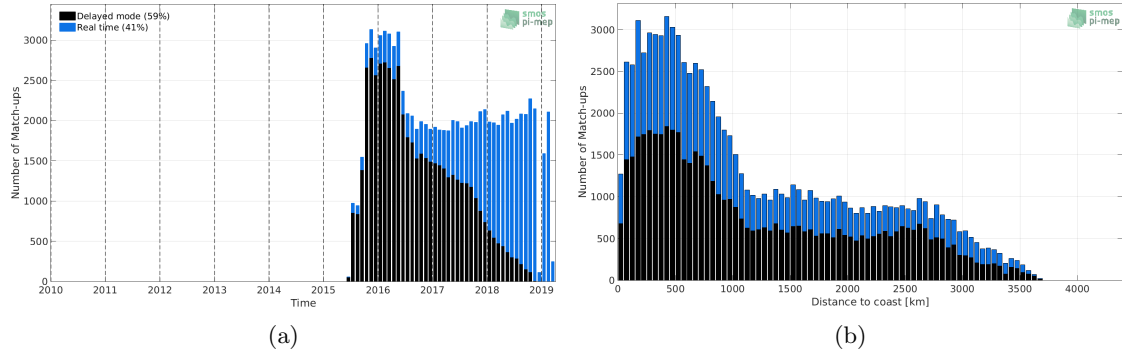 Delayed mode (59%)
Real time (41%)
smos
pi-mep
Number of Match-ups
3000
2500
2000
1500
1000
500
0
2010 2011 2012 2013 2014 2015 2016 2017 2018 2019
Time
(a)
smos
pi-mep
Number of Match-ups
3000
2500
2000
1500
1000
500
0
0 500 1000 1500 2000 2500 3000 3500 4000
Distance to coast [km]
(b)